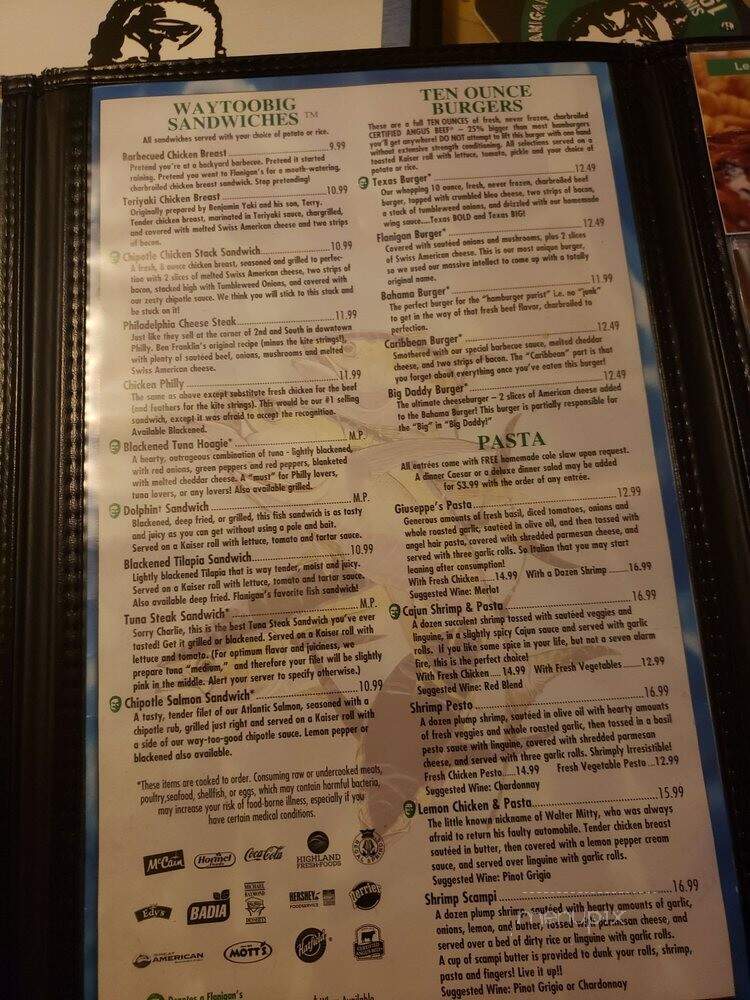 WAYTOOBIG
SANDWICHES ™
All sandwiches served with your choice of potato or rice.
Barbecued Chicken Breast 9.99
Pretend you're at a backyard barbecue. Pretend it started
raining. Pretend you went to Flanigan's for a mouth-watering,
charbroiled chicken breast sandwich. Stop pretending!
Teriyaki Chicken Breast 10.99
Originally prepared by Benjamin Yaki and his son, Terry.
Tender chicken breast, marinated in Teriyaki sauce, chargrilled,
and covered with melted Swiss American cheese and two strips
of bacon.
Chipotle Chicken Stack Sandwich 10.99
A fresh, 8 ounce chicken breast, seasoned and grilled to perfec-
tion with 2 slices of melted Swiss American cheese, two strips of
bacon, stacked high with Tumbleweed Onions, and covered with
our zesty chipotle sauce. We think you will stick to this stack and
be stuck on it!
Philadelphia Cheese Steak 11.99
Just like they sell at the corner of 2nd and South in downtown
Philly. Ben Franklin's original recipe (minus the kite strings!),
with plenty of sautéed beef, onions, mushrooms and melted
Swiss American cheese.
Chicken Philly 11.99
The same as above except substitute fresh chicken for the beef
(and feathers for the kite strings). This would be our #1 selling
sandwich, except it was afraid to accept the recognition.
Available Blackened.
Blackened Tuna Hoagie* M.P.
A hearty, outrageous combination of tuna - lightly blackened,
with red onions, green peppers and red peppers, blanketed
with melted cheddar cheese. A "must" for Philly lovers,
tuna lovers, or any lovers! Also available grilled.
Dolphin† Sandwich M.P.
Blackened, deep fried, or grilled, this fish sandwich is as tasty
and juicy as you can get without using a pole and bait.
Served on a Kaiser roll with lettuce, tomato and tartar sauce.
Blackened Tilapia Sandwich 10.99
Lightly blackened Tilapia that is way tender, moist and juicy.
Served on a Kaiser roll with lettuce, tomato and tartar sauce.
Also available deep fried. Flanigan's favorite fish sandwich!
Tuna Steak Sandwich* M.P.
Sorry Charlie, this is the best Tuna Steak Sandwich you've ever
tasted! Get it grilled or blackened. Served on a Kaiser roll with
lettuce and tomato. (For optimum flavor and juiciness, we
prepare tuna "medium," and therefore your filet will be slightly
pink in the middle. Alert your server to specify otherwise.)
Chipotle Salmon Sandwich* 10.99
A tasty, tender filet of our Atlantic Salmon, seasoned with a
chipotle rub, grilled just right and served on a Kaiser roll with
a side of our way-too-good chipotle sauce. Lemon pepper or
blackened also available.
*These items are cooked to order. Consuming raw or undercooked meats,
poultry, seafood, shellfish, or eggs, which may contain harmful bacteria,
may increase your risk of food-borne illness, especially if you
have certain medical conditions.
McCain
Hormel
Coca-Cola
HIGHLAND
FRESH-FOODS
Edy's
BADIA
MICHAEL
RAYMOND
DESSERTS
HERSHEY
FOODSERVICE
Perrier
GREAT
AMERICAN
MOTT'S
Hatfield
TEN OUNCE
BURGERS
These are a full TEN OUNCES of fresh, never frozen, charbroiled
CERTIFIED ANGUS BEEF® – 25% bigger than most hamburgers
you'll get anywhere! DO NOT attempt to lift this burger with one hand
without extensive strength conditioning. All selections served on a
toasted Kaiser roll with lettuce, tomato, pickle and your choice of
potato or rice.
Texas Burger* 12.49
Our whopping 10 ounce, fresh, never frozen, charbroiled beef
burger, topped with crumbled bleu cheese, two strips of bacon,
a stack of tumbleweed onions, and drizzled with our homemade
wing sauce....Texas BOLD and Texas BIG!
Flanigan Burger* 12.49
Covered with sautéed onions and mushrooms, plus 2 slices
of Swiss American cheese. This is our most unique burger,
so we used our massive intellect to come up with a totally
original name.
Bahama Burger* 11.99
The perfect burger for the "hamburger purist" i.e. no "junk"
to get in the way of that fresh beef flavor, charbroiled to
perfection.
Caribbean Burger* 12.49
Smothered with our special barbecue sauce, melted cheddar
cheese, and two strips of bacon. The "Caribbean" part is that
you forget about everything once you've eaten this burger!
Big Daddy Burger* 12.49
The ultimate cheeseburger – 2 slices of American cheese added
to the Bahama Burger! This burger is partially responsible for
the "Big" in "Big Daddy!"
PASTA
All entrées come with FREE homemade cole slaw upon request.
A dinner Caesar or a deluxe dinner salad may be added
for $3.99 with the order of any entrée.
Giuseppe's Pasta 12.99
Generous amounts of fresh basil, diced tomatoes, onions and
whole roasted garlic, sautéed in olive oil, and then tossed with
angel hair pasta, covered with shredded parmesan cheese, and
served with three garlic rolls. So Italian that you may start
leaning after consumption!
With Fresh Chicken 14.99 With a Dozen Shrimp 16.99
Suggested Wine: Merlot
Cajun Shrimp & Pasta 16.99
A dozen succulent shrimp tossed with sautéed veggies and
linguine, in a slightly spicy Cajun sauce and served with garlic
rolls. If you like some spice in your life, but not a seven alarm
fire, this is the perfect choice!
With Fresh Chicken 14.99 With Fresh Vegetables 12.99
Suggested Wine: Red Blend
Shrimp Pesto 16.99
A dozen plump shrimp, sautéed in olive oil with hearty amounts
of fresh veggies and whole roasted garlic, then tossed in a basil
pesto sauce with linguine, covered with shredded parmesan
cheese, and served with three garlic rolls. Shrimply Irresistible!
Fresh Chicken Pesto 14.99 Fresh Vegetable Pesto 12.99
Suggested Wine: Chardonnay
Lemon Chicken & Pasta 15.99
The little known nickname of Walter Mitty, who was always
afraid to return his faulty automobile. Tender chicken breast
sautéed in butter, then covered with a lemon pepper cream
sauce, and served over linguine with garlic rolls.
Suggested Wine: Pinot Grigio
Shrimp Scampi 16.99
A dozen plump shrimp, sautéed with hearty amounts of garlic,
onions, lemon, and butter, tossed with parmesan cheese, and
served over a bed of dirty rice or linguine with garlic rolls.
A cup of scampi butter is provided to dunk your rolls, shrimp,
pasta and fingers! Live it up!!
Suggested Wine: Pinot Grigio or Chardonnay
menupix